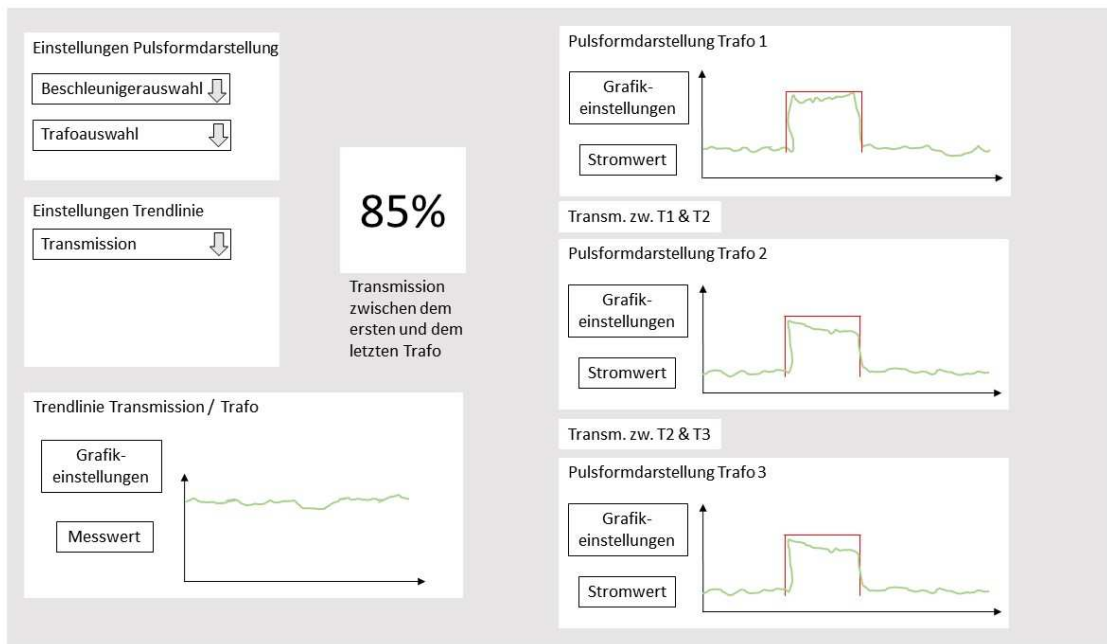 Einstellungen Pulsformdarstellung
Beschleunigerauswahl
Trafoauswahl
Einstellungen Trendlinie
Transmission
85%
Transmission
zwischen dem
ersten und dem
letzten Trafo
Trendlinie Transmission / Trafo
Grafik-
einstellungen
Messwert
Pulsformdarstellung Trafo 1
Grafik-
einstellungen
Stromwert
Transm. zw. T1 & T2
Pulsformdarstellung Trafo 2
Grafik-
einstellungen
Stromwert
Transm. zw. T2 & T3
Pulsformdarstellung Trafo 3
Grafik-
einstellungen
Stromwert